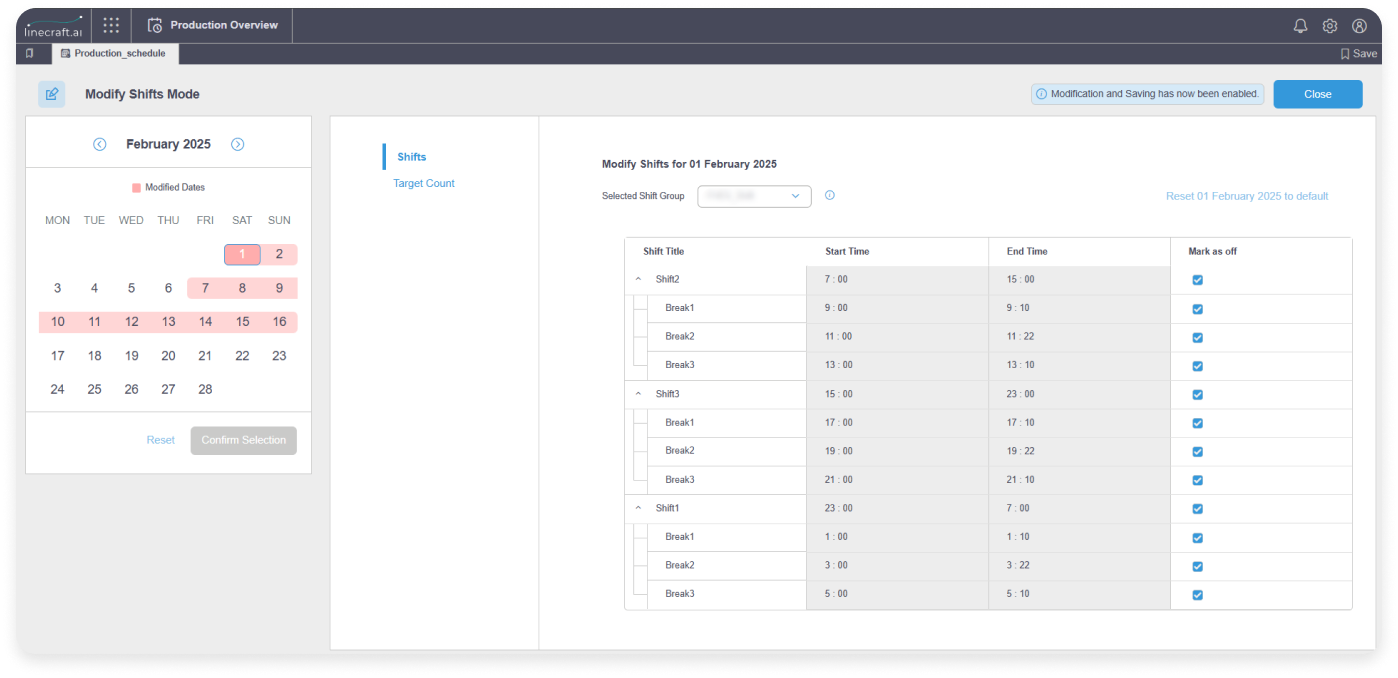 linecraft.ai
Production Overview
Production_schedule
Save
Modify Shifts Mode
Modification and Saving has now been enabled.
Close
February 2025
Modified Dates
MON TUE WED THU FRI SAT SUN
1 2
3 4 5 6 7 8 9
10 11 12 13 14 15 16
17 18 19 20 21 22 23
24 25 26 27 28
Reset
Confirm Selection
Shifts
Target Count
Modify Shifts for 01 February 2025
Selected Shift Group
Reset 01 February 2025 to default
Shift Title Start Time End Time Mark as off
Shift2 7 : 00 15 : 00
Break1 9 : 00 9 : 10
Break2 11 : 00 11 : 22
Break3 13 : 00 13 : 10
Shift3 15 : 00 23 : 00
Break1 17 : 00 17 : 10
Break2 19 : 00 19 : 22
Break3 21 : 00 21 : 10
Shift1 23 : 00 7 : 00
Break1 1 : 00 1 : 10
Break2 3 : 00 3 : 22
Break3 5 : 00 5 : 10